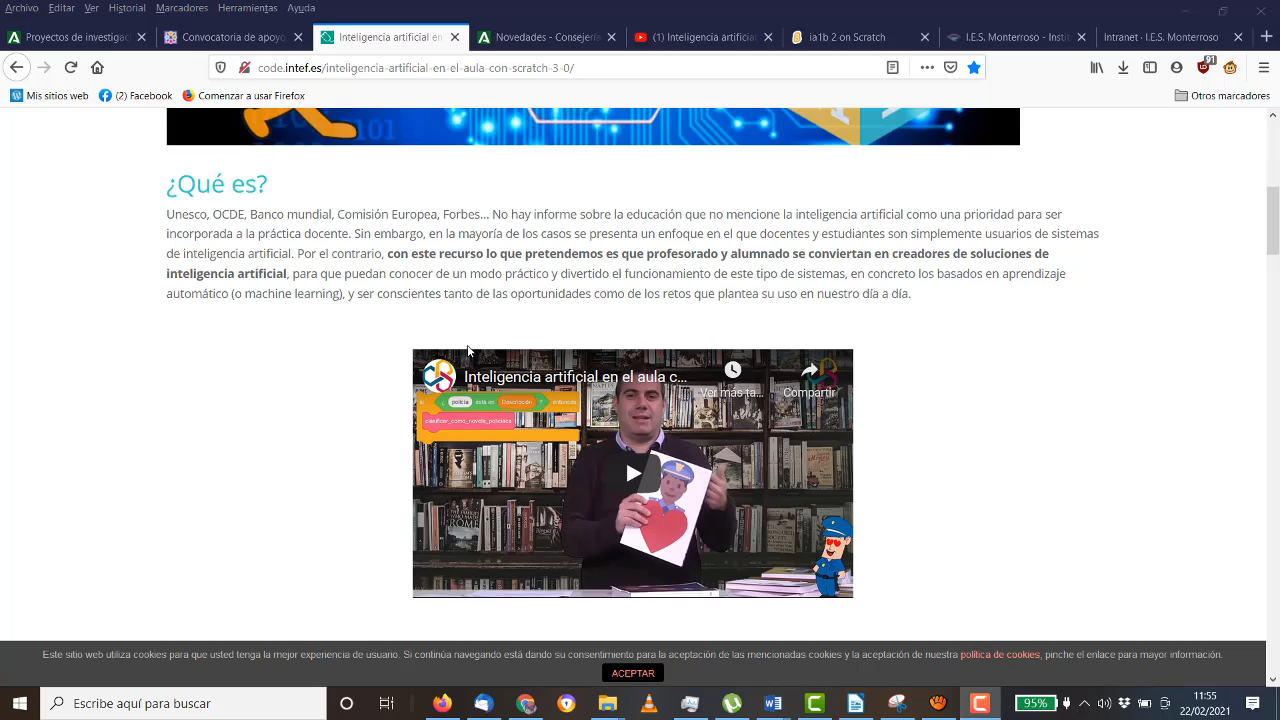 Archivo Editar Ver Historial Marcadores Herramientas Ayuda
Proyectos de investigac
Convocatoria de apoyo
Inteligencia artificial en
Novedades - Consejería
(1) Inteligencia artificial
ia1b 2 on Scratch
I.E.S. Monterroso - Insti
Intranet · I.E.S. Monterroso
code.intef.es/inteligencia-artificial-en-el-aula-con-scratch-3-0/
91
Mis sitios web (2) Facebook Comenzar a usar Firefox Otros marcadores
101
¿Qué es?
Unesco, OCDE, Banco mundial, Comisión Europea, Forbes... No hay informe sobre la educación que no mencione la inteligencia artificial como una prioridad para ser
incorporada a la práctica docente. Sin embargo, en la mayoría de los casos se presenta un enfoque en el que docentes y estudiantes son simplemente usuarios de sistemas
de inteligencia artificial. Por el contrario, con este recurso lo que pretendemos es que profesorado y alumnado se conviertan en creadores de soluciones de
inteligencia artificial, para que puedan conocer de un modo práctico y divertido el funcionamiento de este tipo de sistemas, en concreto los basados en aprendizaje
automático (o machine learning), y ser conscientes tanto de las oportunidades como de los retos que plantea su uso en nuestro día a día.
Inteligencia artificial en el aula c...
Ver más ta...
Compartir
si policía está en Descripción ? entonces
clasificar_como_novela_policiaca
Este sitio web utiliza cookies para que usted tenga la mejor experiencia de usuario. Si continúa navegando está dando su consentimiento para la aceptación de las mencionadas cookies y la aceptación de nuestra política de cookies, pinche el enlace para mayor información.
ACEPTAR
Escribe aquí para buscar
95%
11:55
22/02/2021